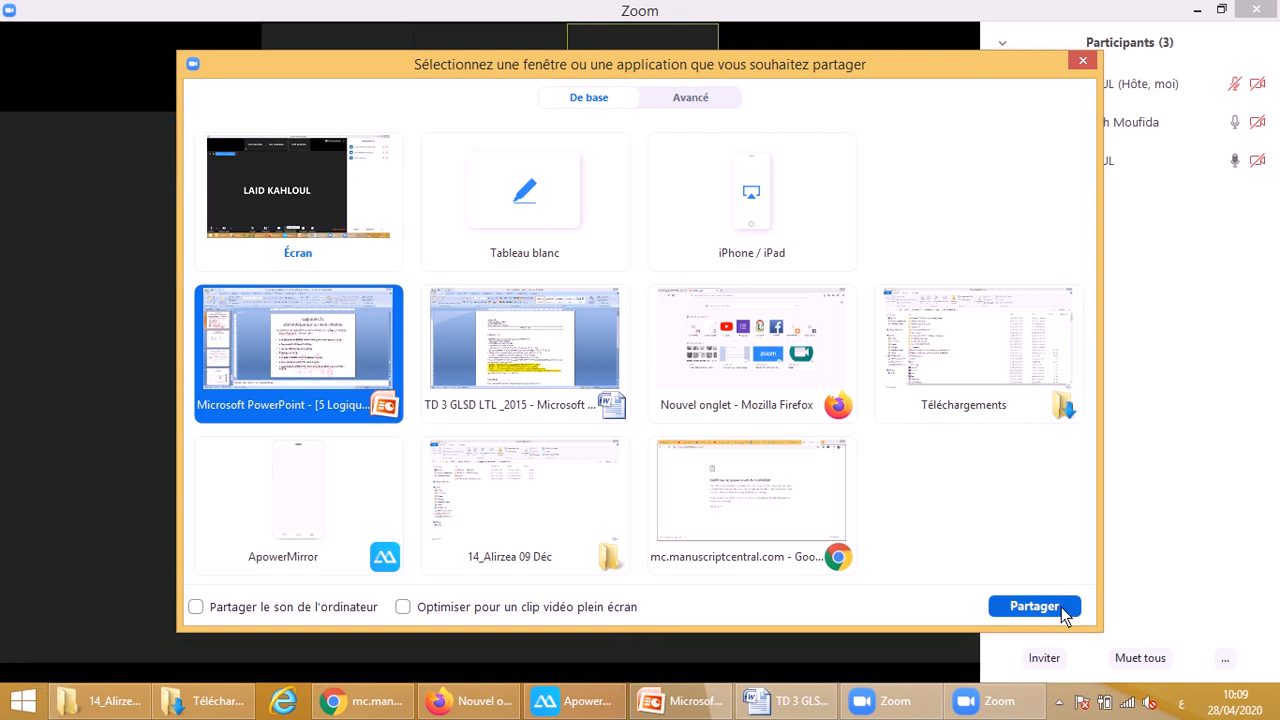 Zoom
Participants (3)
Sélectionnez une fenêtre ou une application que vous souhaitez partager
De base
Avancé
UL (Hôte, moi)
h Moufida
UL
LAID KAHLOUL
Écran
Tableau blanc
iPhone / iPad
Microsoft PowerPoint - [5 Logiqu...
TD 3 GLSD LTL _2015 - Microsoft ...
Nouvel onglet - Mozilla Firefox
Téléchargements
ApowerMirror
14_Alirzea 09 Déc
mc.manuscriptcentral.com - Goo...
Partager le son de l'ordinateur
Optimiser pour un clip vidéo plein écran
Partager
Inviter
Muet tous
...
14_Alirze...
Téléchar...
mc.man...
Nouvel o...
Apower...
Microsof...
TD 3 GLS...
Zoom
Zoom
ع
10:09
28/04/2020